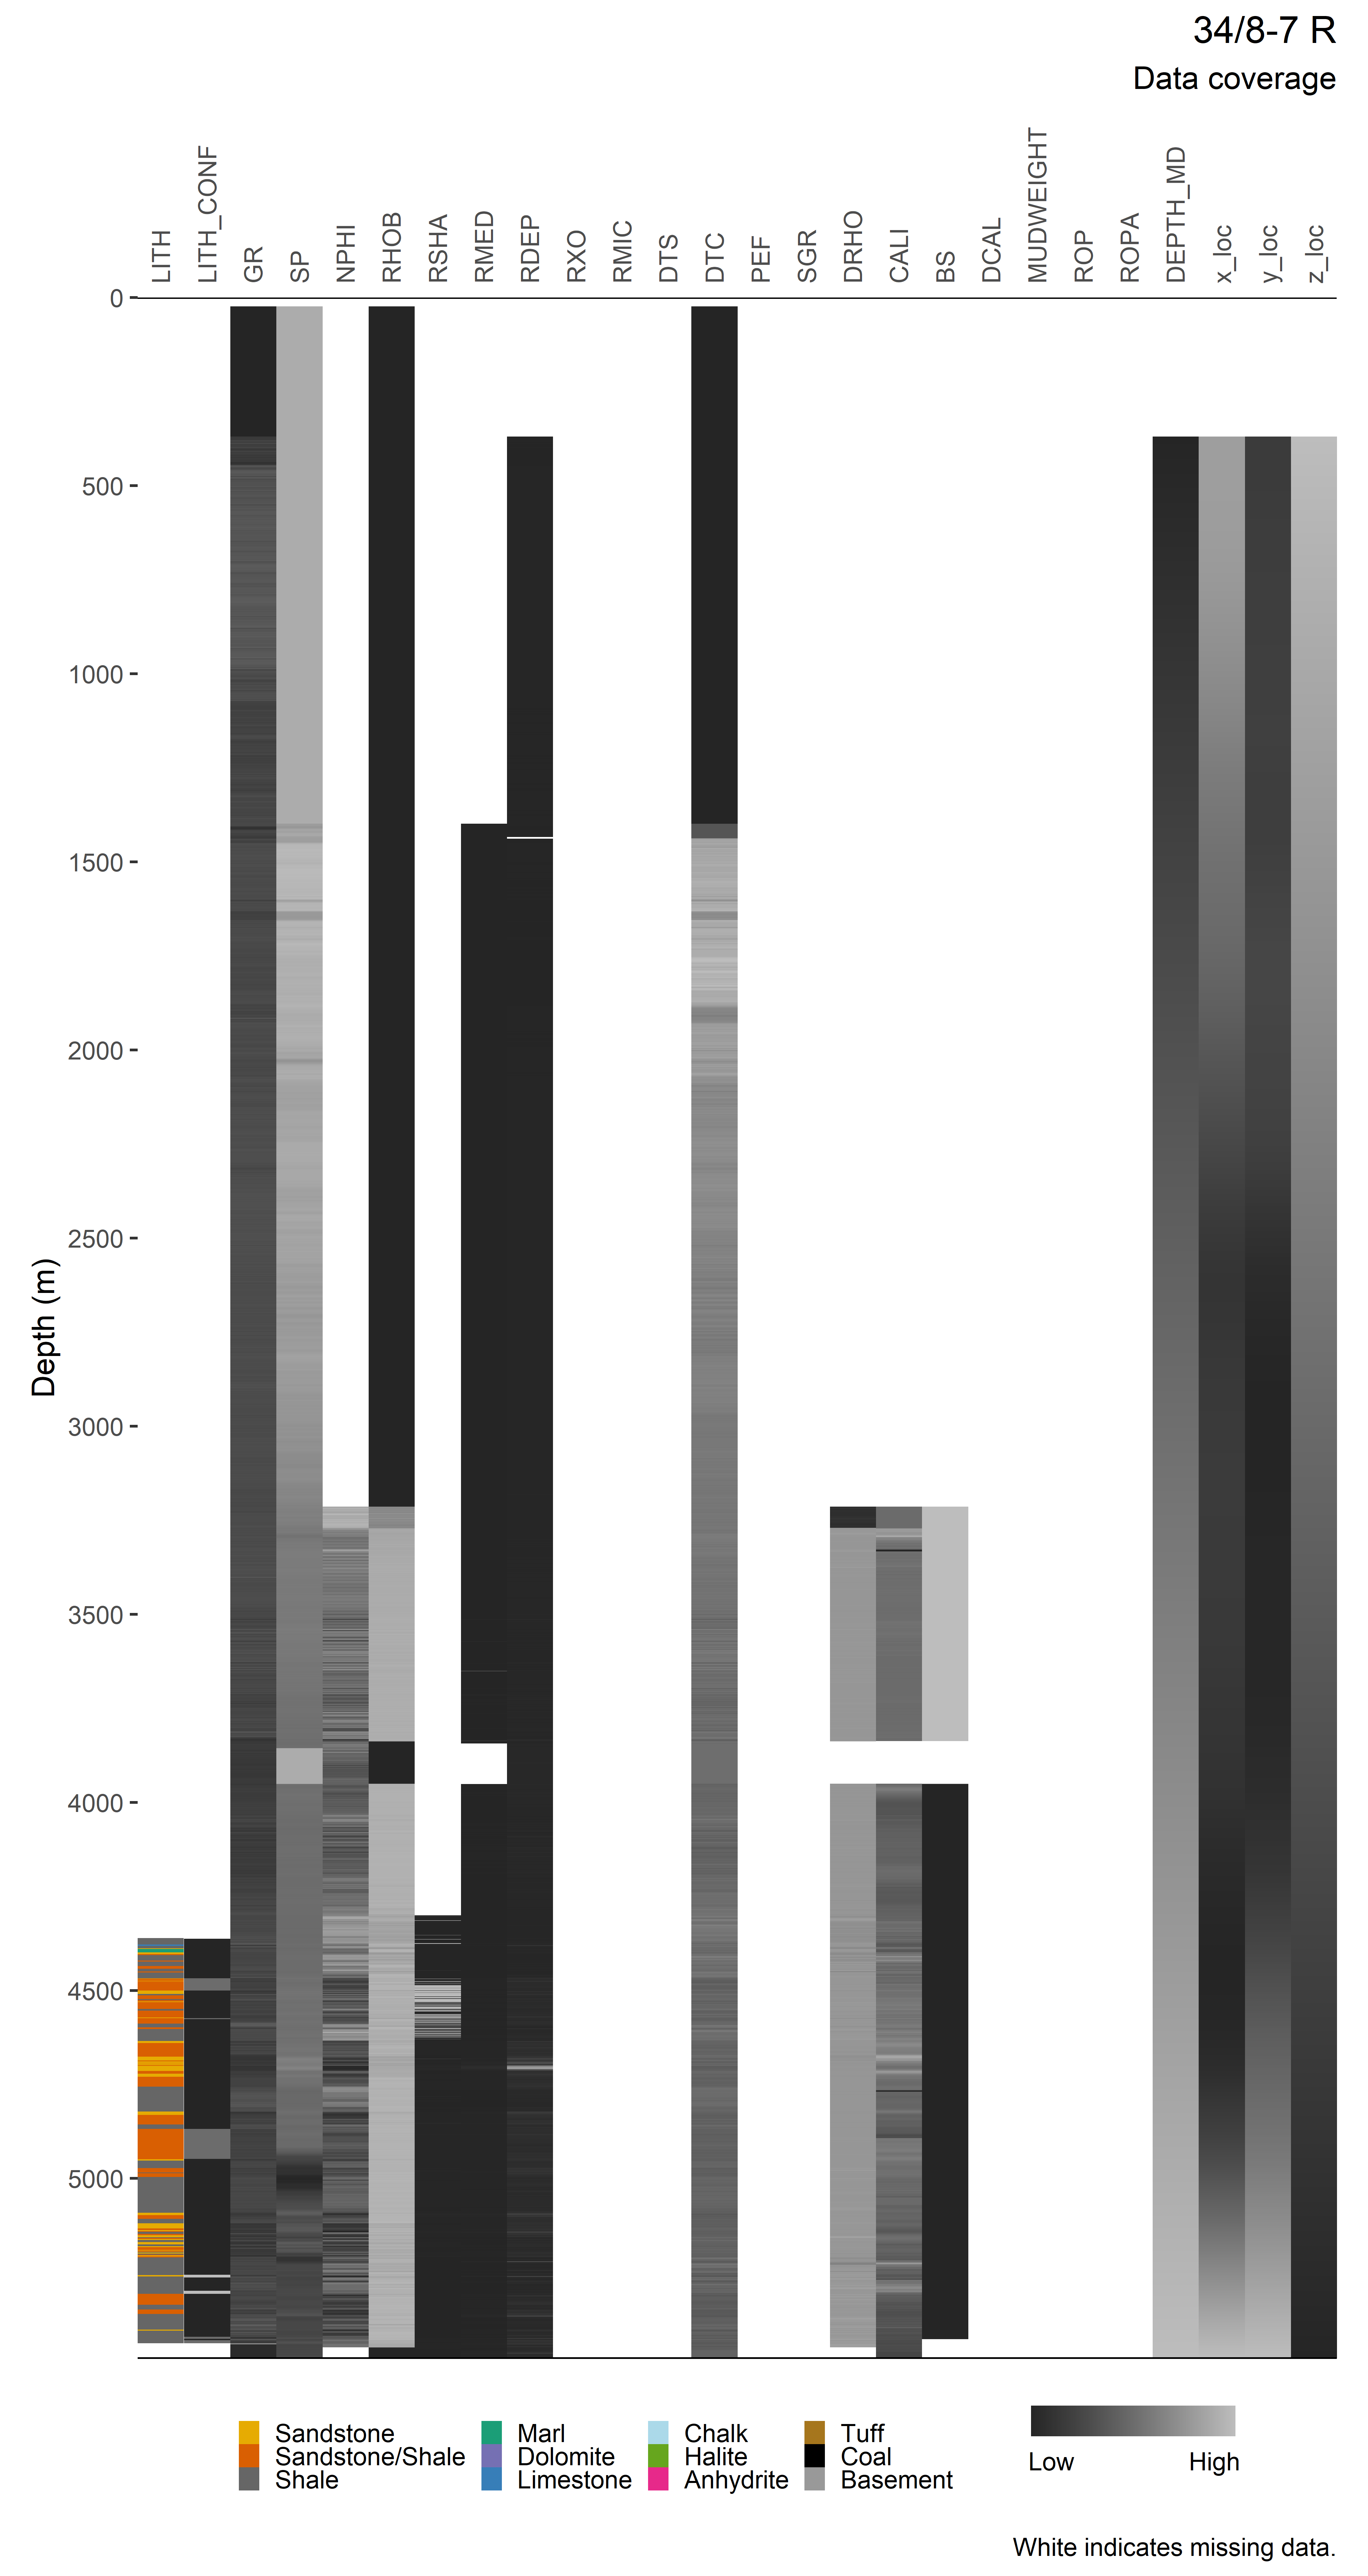 34/8-7 R
Data coverage
LITH
LITH_CONF
GR
SP
NPHI
RHOB
RSHA
RMED
RDEP
RXO
RMIC
DTS
DTC
PEF
SGR
DRHO
CALI
BS
DCAL
MUDWEIGHT
ROP
ROPA
DEPTH_MD
x_loc
y_loc
z_loc
0
500
1000
1500
2000
2500
3000
3500
4000
4500
5000
Depth (m)
Sandstone
Sandstone/Shale
Shale
Marl
Dolomite
Limestone
Chalk
Halite
Anhydrite
Tuff
Coal
Basement
Low High
White indicates missing data.